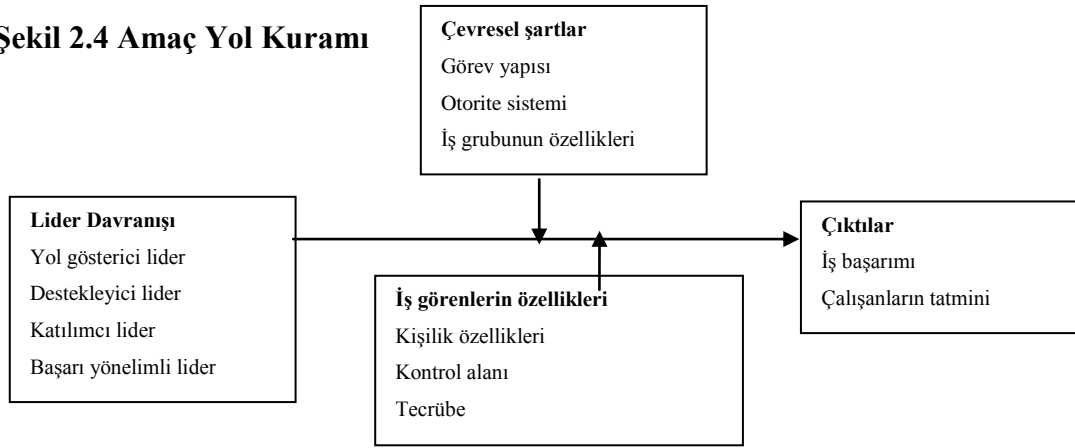 Şekil 2.4 Amaç Yol Kuramı
Çevresel şartlar
Görev yapısı
Otorite sistemi
İş grubunun özellikleri
Lider Davranışı
Yol gösterici lider
Destekleyici lider
Katılımcı lider
Başarı yönelimli lider
İş görenlerin özellikleri
Kişilik özellikleri
Kontrol alanı
Tecrübe
Çıktılar
İş başarımı
Çalışanların tatmini